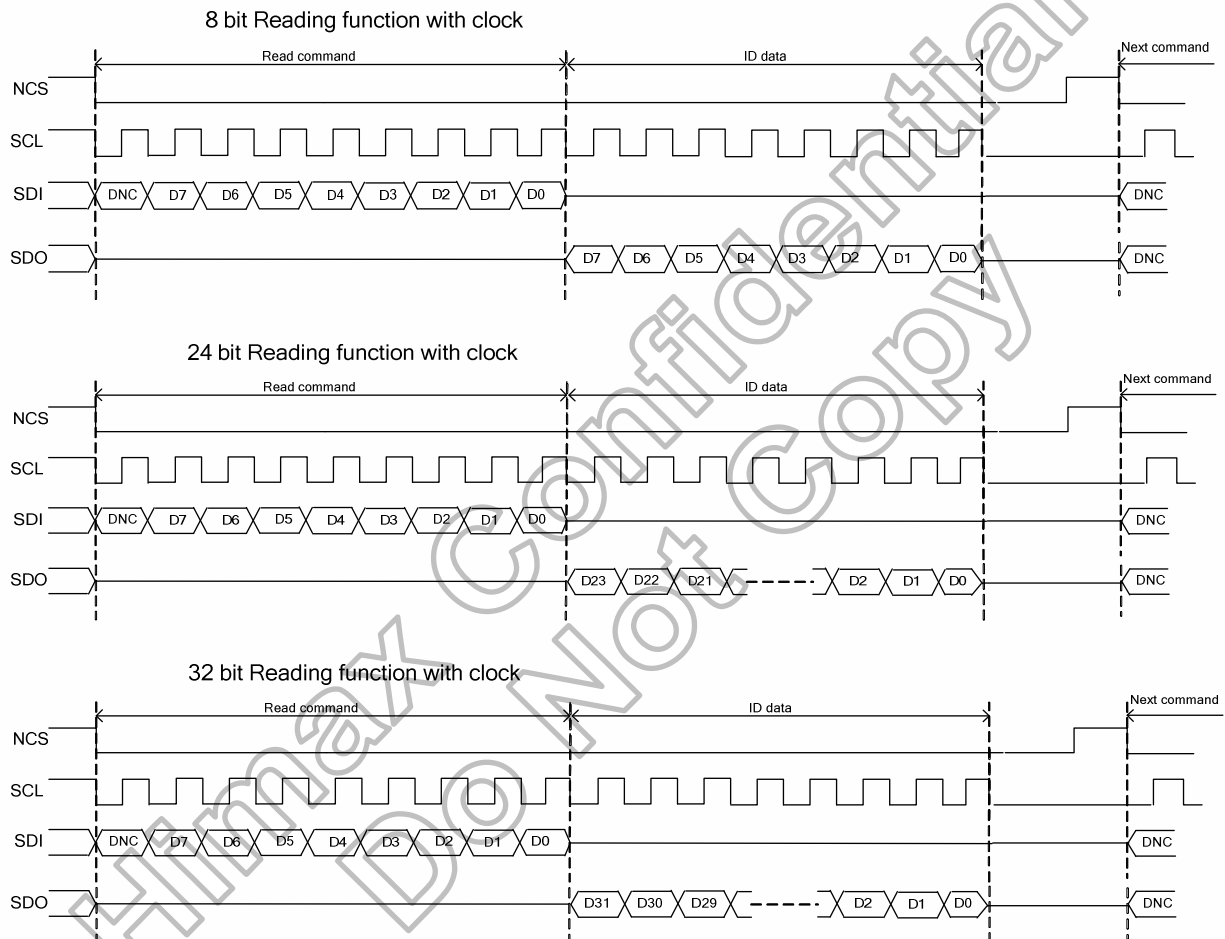 8 bit Reading function with clock
Read command
ID data
Next command
NCS
SCL
SDI DNC D7 D6 D5 D4 D3 D2 D1 D0 DNC
SDO D7 D6 D5 D4 D3 D2 D1 D0 DNC
24 bit Reading function with clock
Read command
ID data
Next command
NCS
SCL
SDI DNC D7 D6 D5 D4 D3 D2 D1 D0 DNC
SDO D23 D22 D21 D2 D1 D0 DNC
32 bit Reading function with clock
Read command
ID data
Next command
NCS
SCL
SDI DNC D7 D6 D5 D4 D3 D2 D1 D0 DNC
SDO D31 D30 D29 D2 D1 D0 DNC
Himax Confidential
Do Not Copy